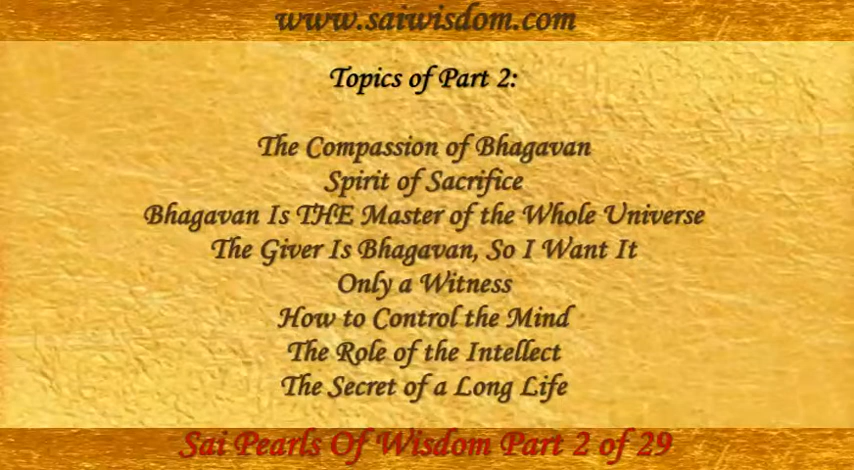 www.saiwisdom.com
Topics of Part 2:
The Compassion of Bhagavan
Spirit of Sacrifice
Bhagavan Is THE Master of the Whole Universe
The Giver Is Bhagavan, So I Want It
Only a Witness
How to Control the Mind
The Role of the Intellect
The Secret of a Long Life
Sai Pearls Of Wisdom Part 2 of 29